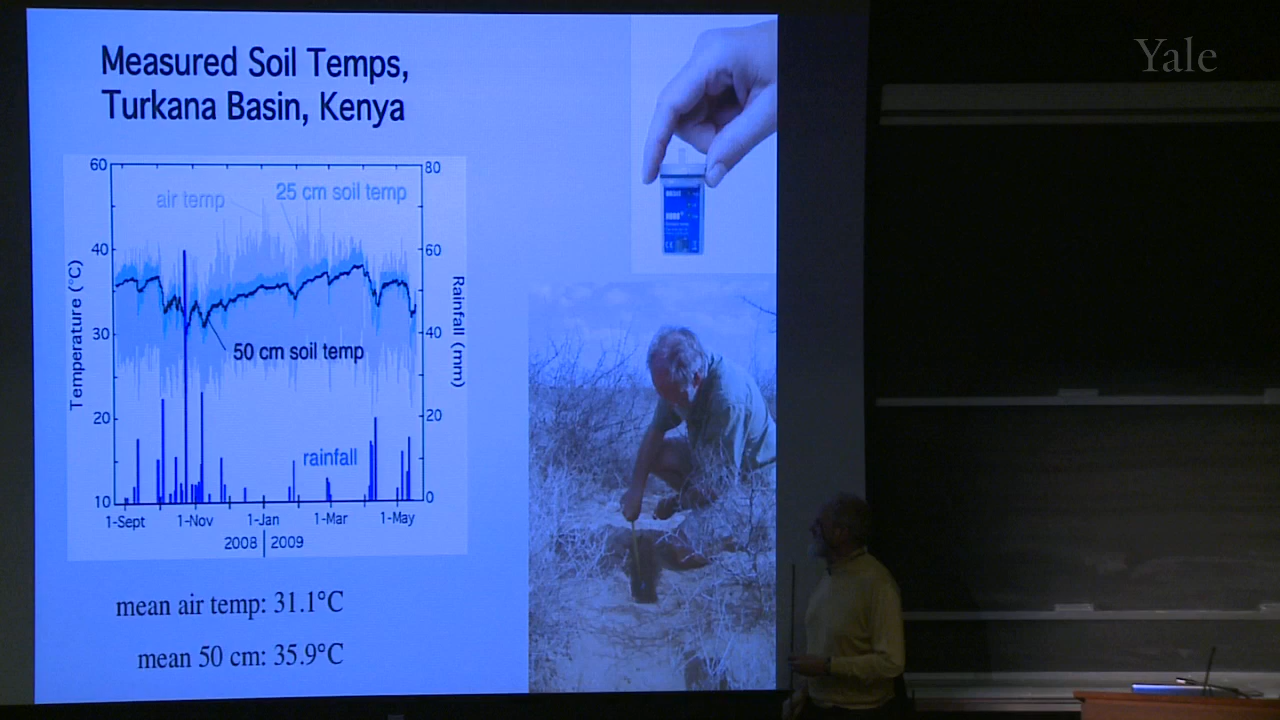 Yale
Measured Soil Temps,
Turkana Basin, Kenya
60
40
30
20
10
80
60
40
20
0
Temperature (°C)
Rainfall (mm)
air temp
25 cm soil temp
50 cm soil temp
rainfall
1-Sept 1-Nov 1-Jan 1-Mar 1-May
2008 2009
mean air temp: 31.1°C
mean 50 cm: 35.9°C
HOBO